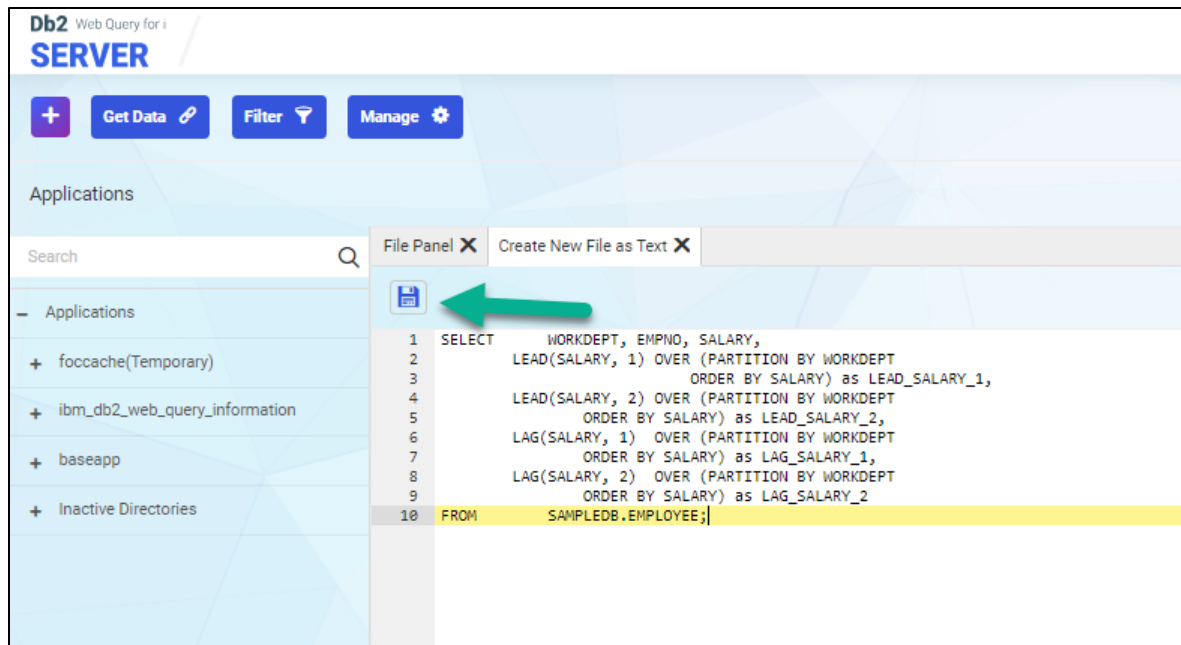 Db2 Web Query for i
SERVER
+ Get Data Filter Manage
Applications
Search
File Panel X Create New File as Text X
− Applications
+ foccache(Temporary)
+ ibm_db2_web_query_information
+ baseapp
+ Inactive Directories
1 SELECT WORKDEPT, EMPNO, SALARY,
2 LEAD(SALARY, 1) OVER (PARTITION BY WORKDEPT
3 ORDER BY SALARY) as LEAD_SALARY_1,
4 LEAD(SALARY, 2) OVER (PARTITION BY WORKDEPT
5 ORDER BY SALARY) as LEAD_SALARY_2,
6 LAG(SALARY, 1) OVER (PARTITION BY WORKDEPT
7 ORDER BY SALARY) as LAG_SALARY_1,
8 LAG(SALARY, 2) OVER (PARTITION BY WORKDEPT
9 ORDER BY SALARY) as LAG_SALARY_2
10 FROM SAMPLEDB.EMPLOYEE;